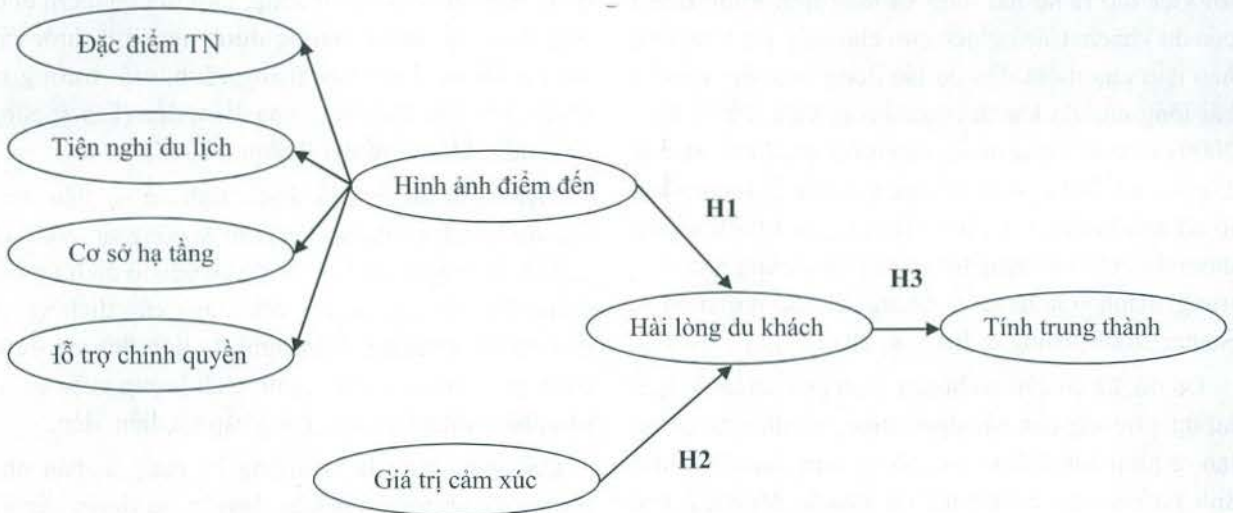 Đặc điểm TN
Tiện nghi du lịch
Hình ảnh điểm đến
H1
Cơ sở hạ tầng
H3
Hải lòng du khách
Tính trung thành
Hỗ trợ chính quyền
H2
Giá trị cảm xúc